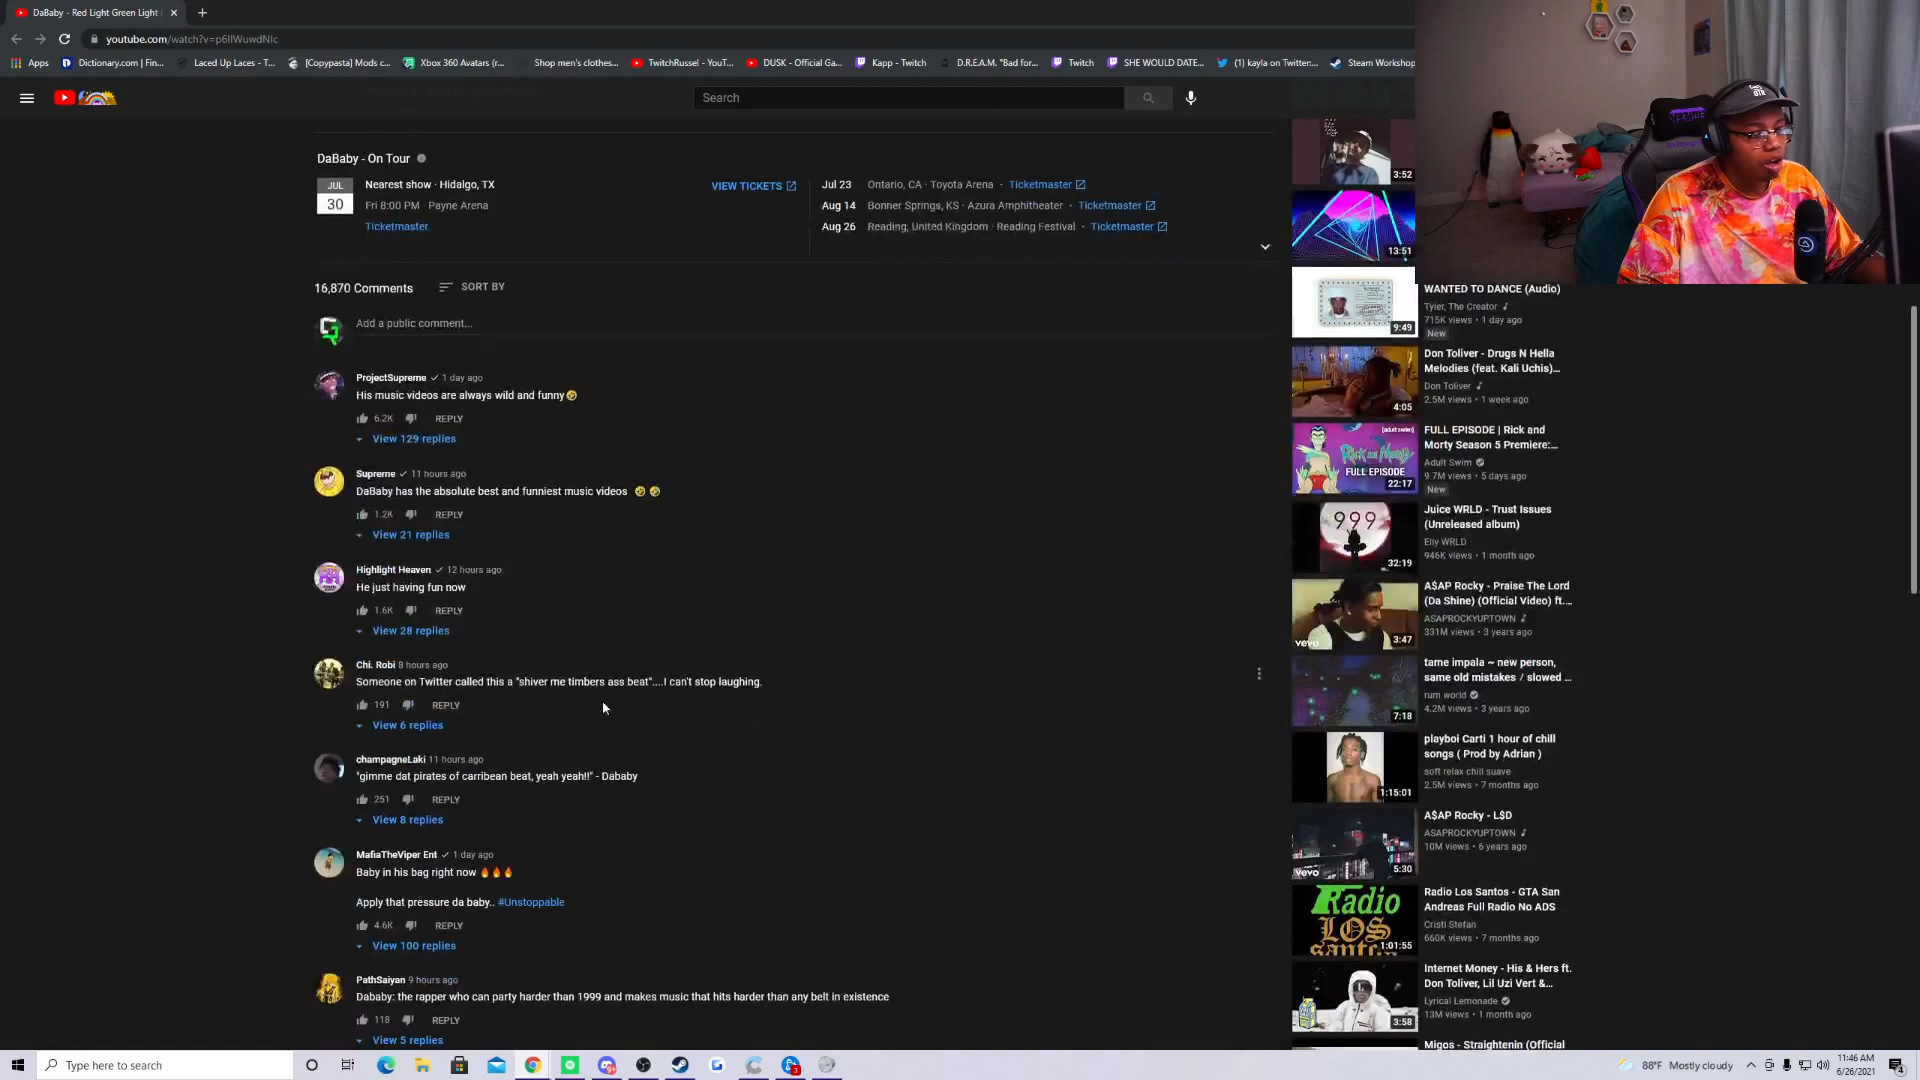 DaBaby - Red Light Green Light
youtube.com/watch?v=p6IIWuwdNlc
Apps
Dictionary.com | Fin...
Laced Up Laces - T...
[Copypasta] Mods c...
Xbox 360 Avatars (r...
Shop men's clothes...
TwitchRussel - YouT...
DUSK - Official Ga...
Kapp - Twitch
D.R.E.A.M. "Bad for...
Twitch
SHE WOULD DATE...
(1) kayla on Twitter:...
Steam Workshop
Search
DaBaby - On Tour
JUL
30
Nearest show · Hidalgo, TX
Fri 8:00 PM · Payne Arena
Ticketmaster
VIEW TICKETS
Jul 23 Ontario, CA · Toyota Arena · Ticketmaster
Aug 14 Bonner Springs, KS · Azura Amphitheater · Ticketmaster
Aug 26 Reading, United Kingdom · Reading Festival · Ticketmaster
16,870 Comments
SORT BY
Add a public comment...
ProjectSupreme 1 day ago
His music videos are always wild and funny🤣
6.2K REPLY
View 129 replies
Supreme 11 hours ago
DaBaby has the absolute best and funniest music videos 🤣 🤣
1.2K REPLY
View 21 replies
Highlight Heaven 12 hours ago
He just having fun now
1.6K REPLY
View 28 replies
Chi. Robi 8 hours ago
Someone on Twitter called this a "shiver me timbers ass beat"....I can't stop laughing.
191 REPLY
View 6 replies
champagneLaki 11 hours ago
"gimme dat pirates of carribean beat, yeah yeah!!" - Dababy
251 REPLY
View 8 replies
MafiaTheViper Ent 1 day ago
Baby in his bag right now 🔥🔥🔥
Apply that pressure da baby.. #Unstoppable
4.6K REPLY
View 100 replies
PathSaiyan 9 hours ago
Dababy: the rapper who can party harder than 1999 and makes music that hits harder than any belt in existence
118 REPLY
View 5 replies
3:52
13:51
9:49
WANTED TO DANCE (Audio)
Tyler, The Creator
715K views • 1 day ago
New
4:05
Don Toliver - Drugs N Hella
Melodies (feat. Kali Uchis)...
Don Toliver
2.5M views • 1 week ago
[adult swim]
RICK AND MORTY
FULL EPISODE
22:17
FULL EPISODE | Rick and
Morty Season 5 Premiere:...
Adult Swim
9.7M views • 5 days ago
New
999
32:19
Juice WRLD - Trust Issues
(Unreleased album)
Elly WRLD
946K views • 1 month ago
vevo
3:47
A$AP Rocky - Praise The Lord
(Da Shine) (Official Video) ft...
ASAPROCKYUPTOWN
331M views • 3 years ago
7:18
tame impala ~ new person,
same old mistakes / slowed ...
rum world
4.2M views • 3 years ago
1:15:01
playboi Carti 1 hour of chill
songs ( Prod by Adrian )
soft relax chill suave
2.5M views • 7 months ago
vevo
5:30
A$AP Rocky - L$D
ASAPROCKYUPTOWN
10M views • 6 years ago
Radio
LOS
santos
1:01:55
Radio Los Santos - GTA San
Andreas Full Radio No ADS
Cristi Stefan
660K views • 7 months ago
3:58
Internet Money - His & Hers ft.
Don Toliver, Lil Uzi Vert &...
Lyrical Lemonade
13M views • 1 month ago
Migos - Straightenin (Official
Type here to search
88°F Mostly cloudy
11:46 AM
6/26/2021